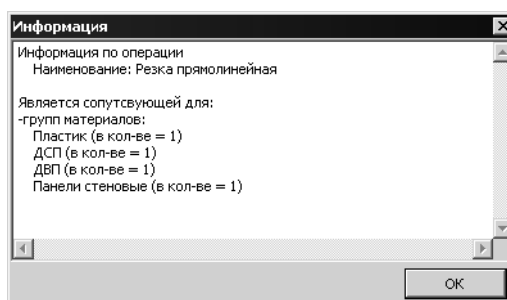 Информация
Информация по операции
Наименование: Резка прямолинейная
Является сопутсвующей для:
-групп материалов:
Пластик (в кол-ве = 1)
ДСП (в кол-ве = 1)
ДВП (в кол-ве = 1)
Панели стеновые (в кол-ве = 1)
ОК